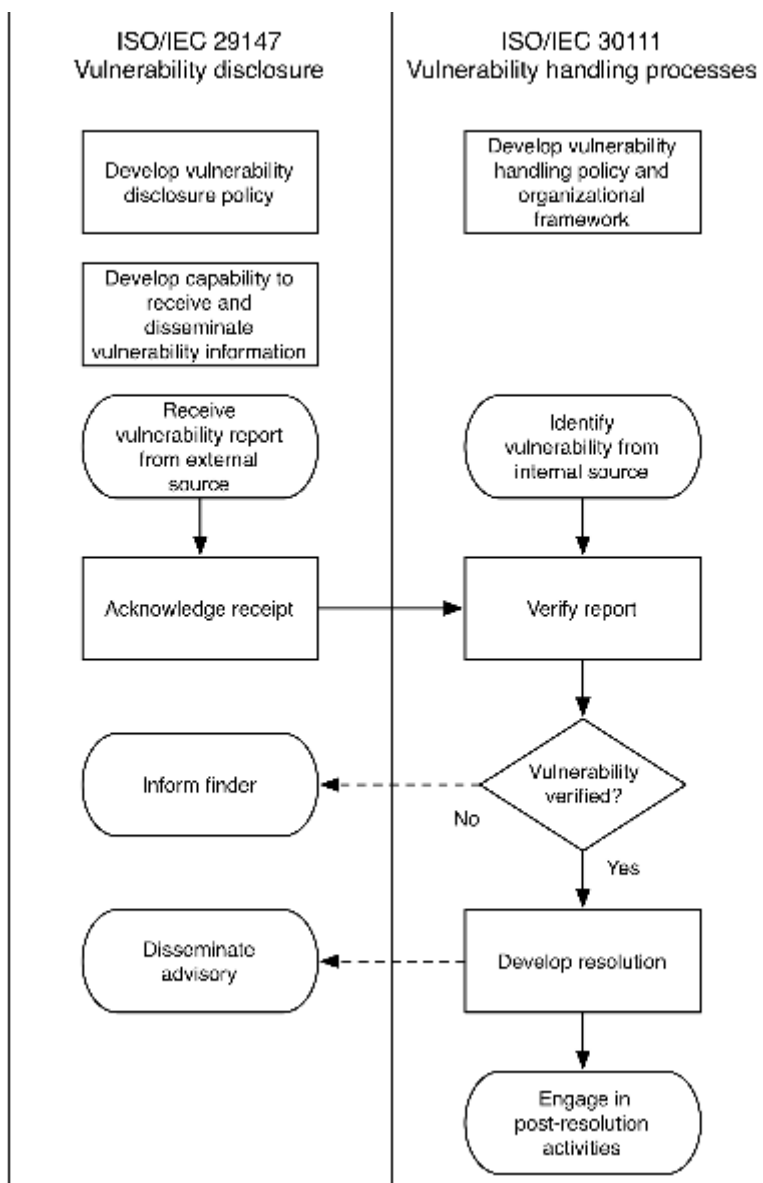 ISO/IEC 29147
Vulnerability disclosure
ISO/IEC 30111
Vulnerability handling processes
Develop vulnerability
disclosure policy
Develop vulnerability
handling policy and
organizational
framework
Develop capability to
receive and
disseminate
vulnerability information
Receive
vulnerability report
from external
source
Identify
vulnerability from
internal source
Acknowledge receipt
Verify report
Inform finder
Vulnerability
verified?
No
Yes
Disseminate
advisory
Develop resolution
Engage in
post-resolution
activities